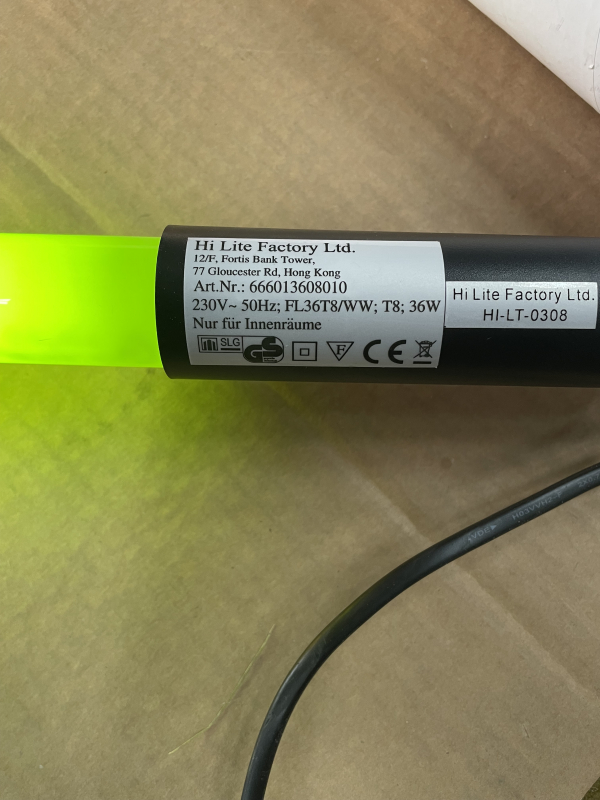 Hi Lite Factory Ltd.
12/F, Fortis Bank Tower,
77 Gloucester Rd, Hong Kong
Art.Nr.: 666013608010
230V~ 50Hz; FL36T8/WW; T8; 36W
Nur für Innenräume
SLG GS F CE
Hi Lite Factory Ltd.
HI-LT-0308